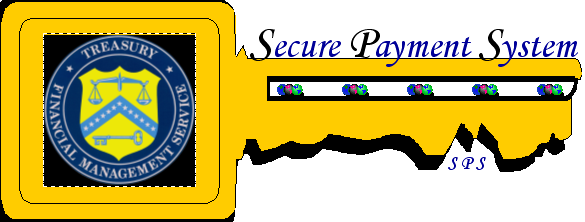 Secure Payment System
TREASURY
FINANCIAL MANAGEMENT SERVICE
SPS